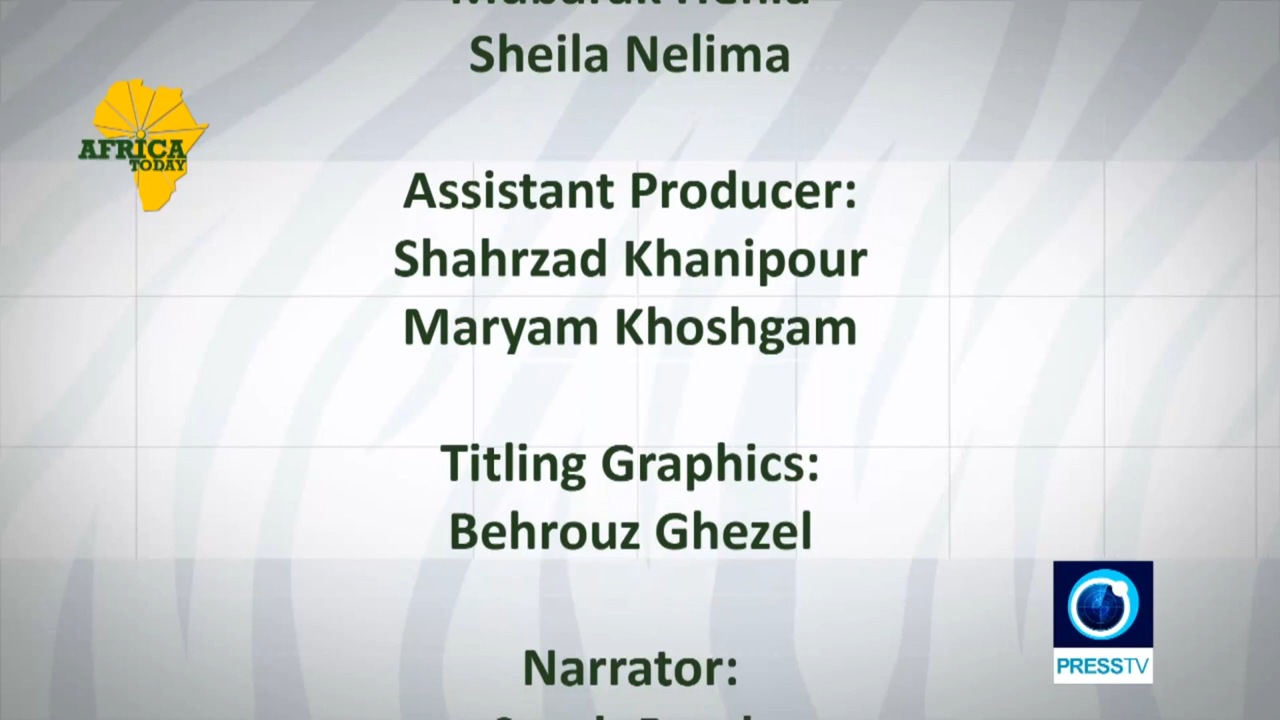 Sheila Nelima
AFRICA
TODAY
Assistant Producer:
Shahrzad Khanipour
Maryam Khoshgam
Titling Graphics:
Behrouz Ghezel
PRESSTV
Narrator: